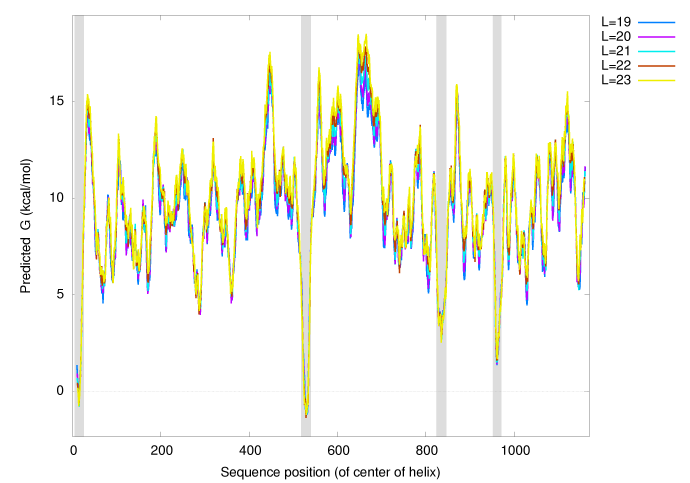 L=19
L=20
L=21
L=22
L=23
15
10
5
0
Predicted G (kcal/mol)
0 200 400 600 800 1000
Sequence position (of center of helix)